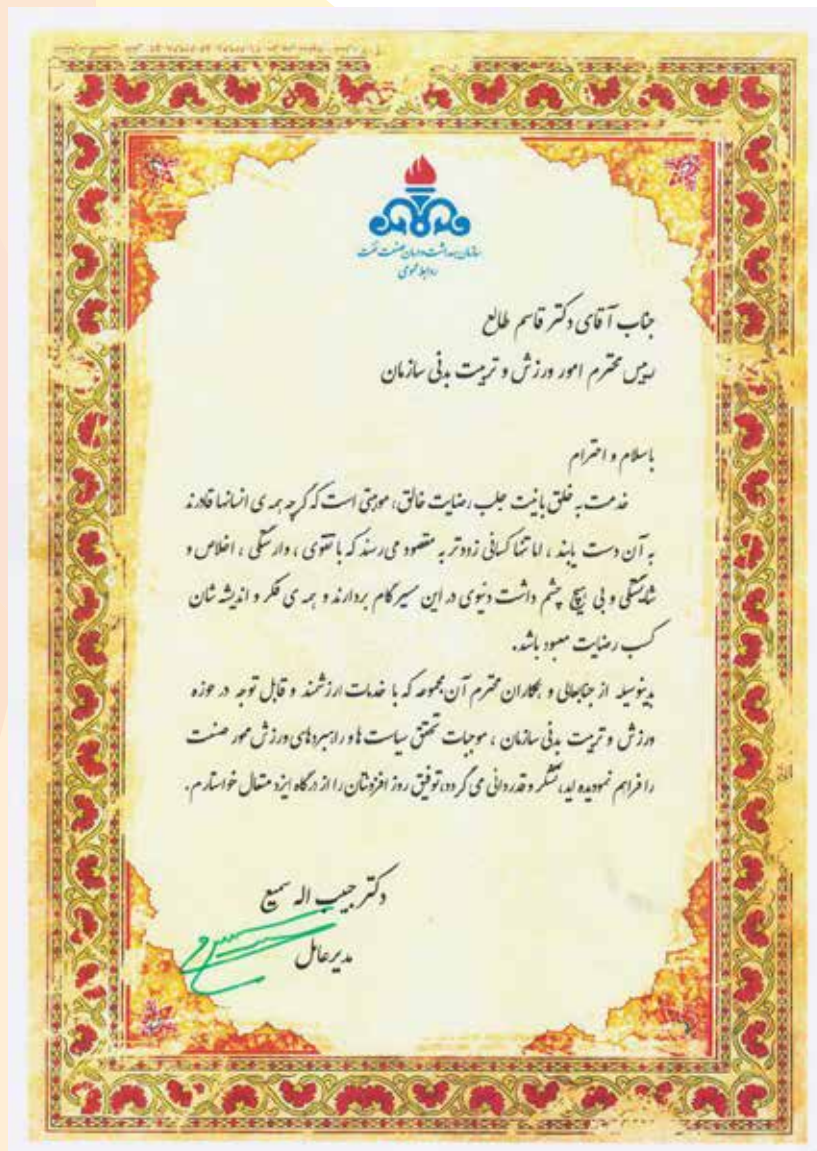 سازمان بهداشت و درمان صنعت نفت
روابط عمومی
جناب آقای دکتر قاسم طالع
رییس محترم امور ورزش و تربیت بدنی سازمان
باسلام و احترام
خدمت به خلق بانیت جلب رضایت خالق، موهبتی است که گرچه همه ی انسانها قادرند
به آن دست یابند ، اما تنها کسانی زودتر به مقصود می رسند که با تقوی ، وارستگی ، اخلاص و
شایستگی و بی هیچ چشم داشت دنیوی در این مسیر گام بردارند و همه ی فکر و اندیشه شان
کسب رضایت معبود باشد.
بدینوسیله از جنابعالی و همکاران محترم آن مجموعه که با خدمات ارزشمند و قابل توجه در حوزه
ورزش و تربیت بدنی سازمان ، موجبات تحقق سیاست ها و راهبردهای ورزش محور صنعت
را فراهم نمودیده اید، تشکر و قدردانی می گردد، توفیق روز افزونتان را از درگاه ایزد متعال خواستارم.
دکتر حبیب اله سمیع
مدیرعامل